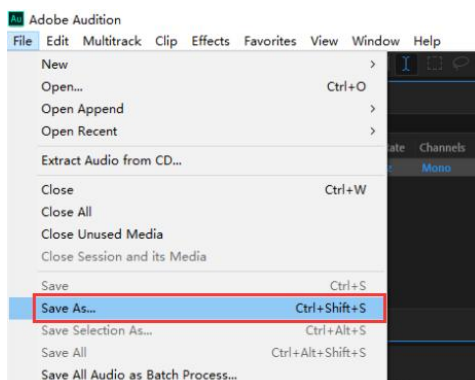 Au Adobe Audition
File Edit Multitrack Clip Effects Favorites View Window Help
New >
Open... Ctrl+O
Open Append >
Open Recent >
Extract Audio from CD...
ate Channels
Mono
Close Ctrl+W
Close All
Close Unused Media
Close Session and its Media
Save Ctrl+S
Save As... Ctrl+Shift+S
Save Selection As... Ctrl+Alt+S
Save All Ctrl+Alt+Shift+S
Save All Audio as Batch Process...